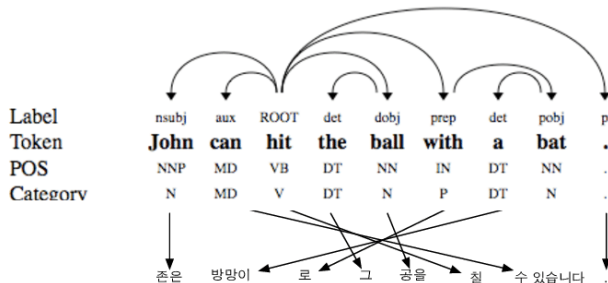 Label nsubj aux ROOT det dobj prep det pobj p
Token John can hit the ball with a bat .
POS NNP MD VB DT NN IN DT NN .
Category N MD V DT N P DT N .
존은 방망이 로 그 공을 칠 수 있습니다 .